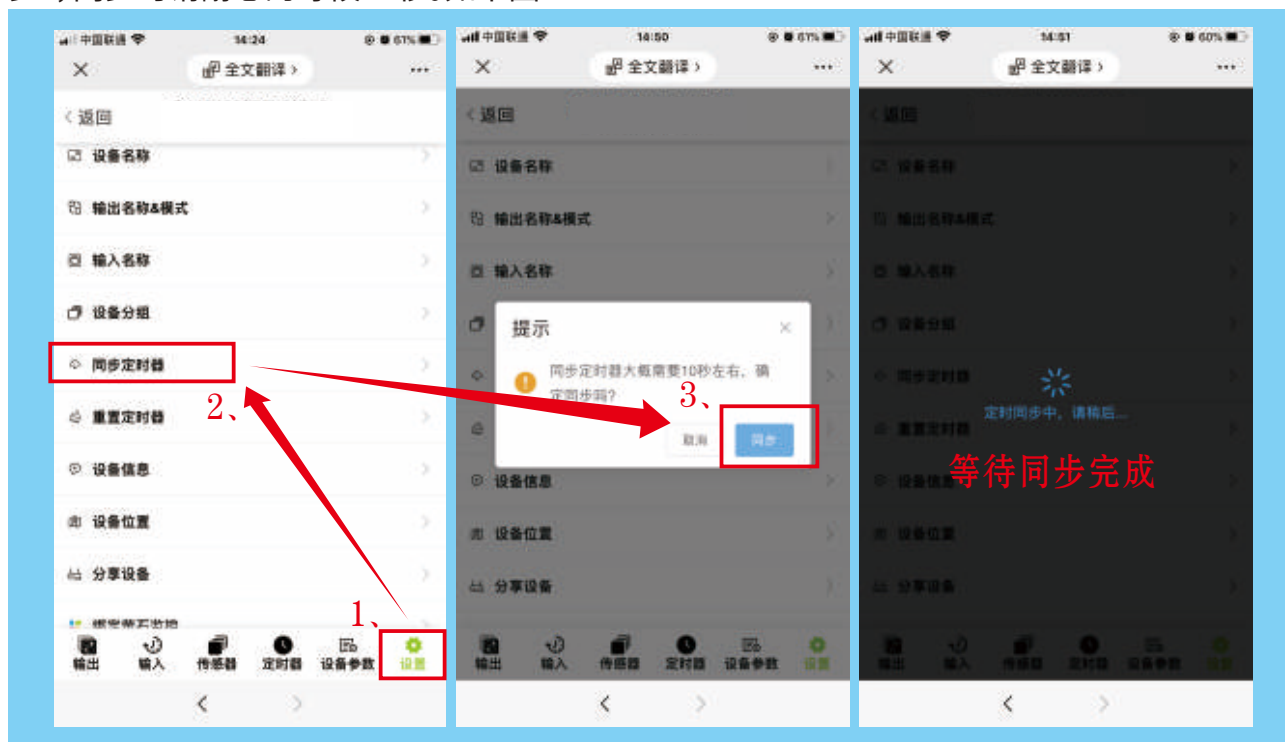 中国联通 14:24 61%
全文翻译 ›
返回
设备名称
输出名称&模式
输入名称
设备分组
同步定时器
2、
重置定时器
设备信息
设备位置
分享设备
1、
输出 输入 传感器 定时器 设备参数 设置
中国联通 14:50 61%
全文翻译 ›
返回
设备名称
输出名称&模式
输入名称
提示
同步定时器大概需要10秒左右，确
定同步吗？
3、
取消 同步
设备信息
设备位置
分享设备
输出 输入 传感器 定时器 设备参数 设置
中国联通 14:51 60%
全文翻译 ›
返回
设备名称
输出名称&模式
输入名称
设备分组
同步定时器
定时同步中，请稍后...
重置定时器
等待同步完成
设备信息
设备位置
分享设备
输出 输入 传感器 定时器 设备参数 设置